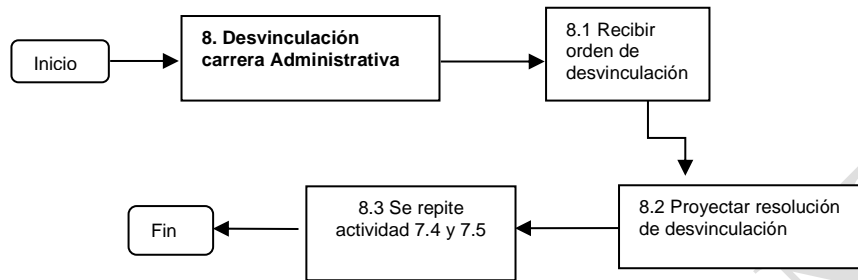 Inicio
8. Desvinculación
carrera Administrativa
8.1 Recibir
orden de
desvinculación
8.2 Proyectar resolución
de desvinculación
8.3 Se repite
actividad 7.4 y 7.5
Fin